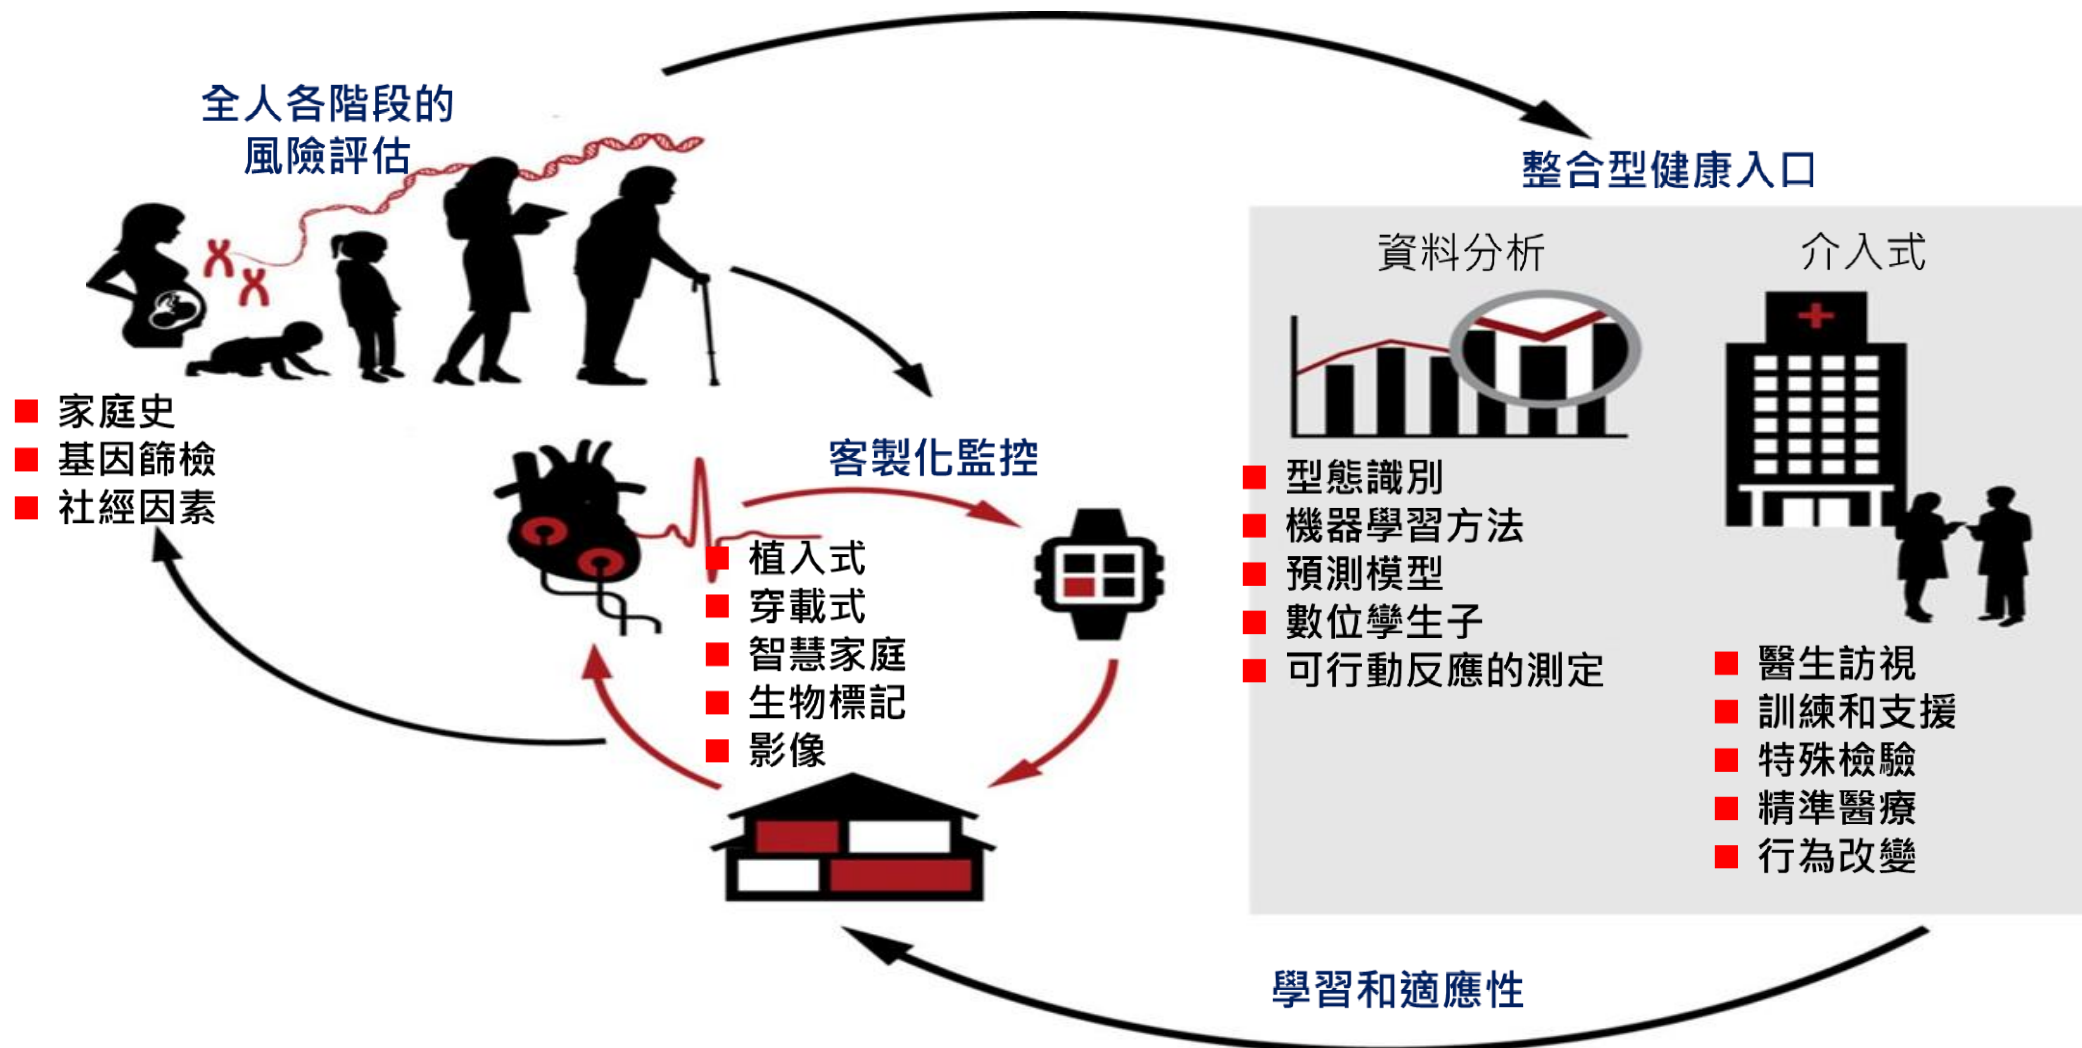 全人各階段的
風險評估
家庭史
基因篩檢
社經因素
客製化監控
植入式
穿載式
智慧家庭
生物標記
影像
整合型健康入口
資料分析
型態識別
機器學習方法
預測模型
數位孿生子
可行動反應的測定
介入式
醫生訪視
訓練和支援
特殊檢驗
精準醫療
行為改變
學習和適應性